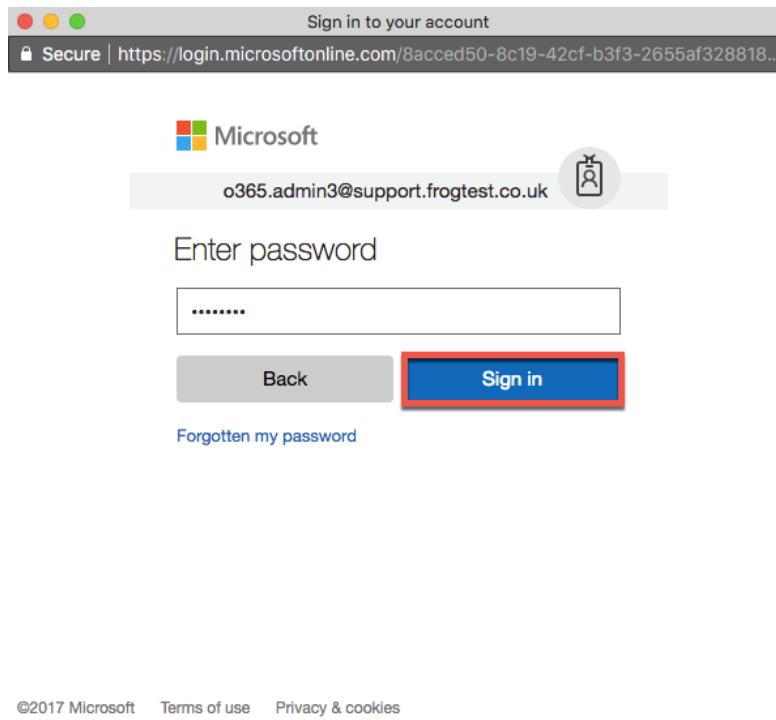 Sign in to your account
Secure | https://login.microsoftonline.com/8acced50-8c19-42cf-b3f3-2655af328818...
Microsoft
o365.admin3@support.frogtest.co.uk
Enter password
••••••••
Back Sign in
Forgotten my password
©2017 Microsoft Terms of use Privacy & cookies